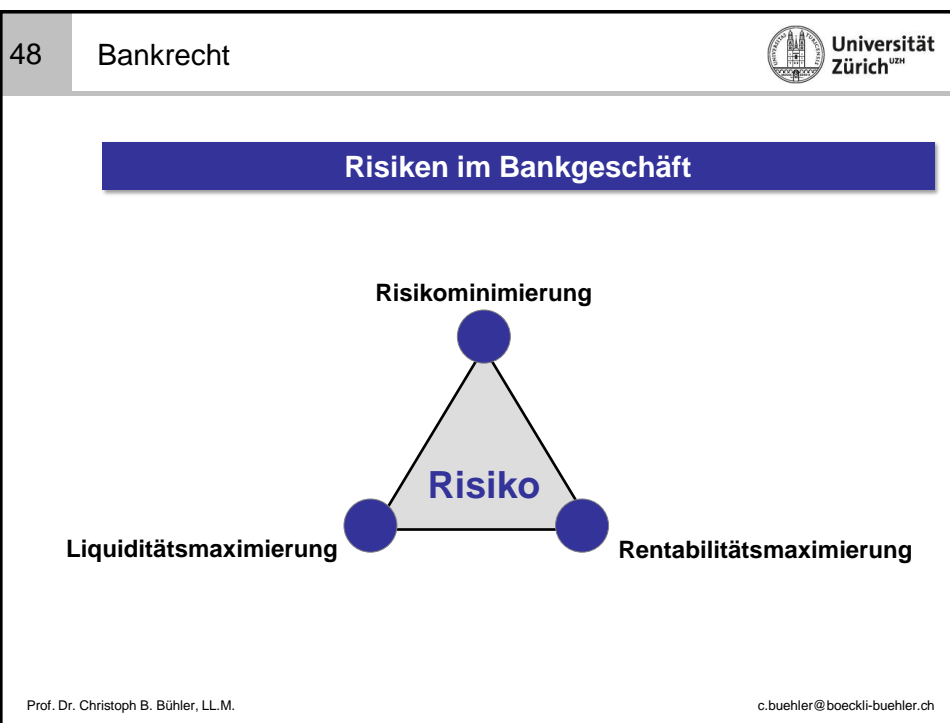 48
Bankrecht
Universität
Zürich UZH
Risiken im Bankgeschäft
Risikominimierung
Risiko
Liquiditätsmaximierung
Rentabilitätsmaximierung
Prof. Dr. Christoph B. Bühler, LL.M.
c.buehler@boeckli-buehler.ch